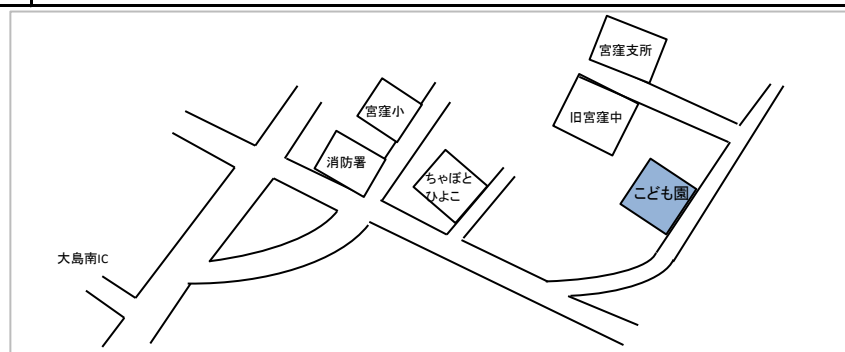 宮窪支所
宮窪小
旧宮窪中
消防署
ちゃぼと
ひよこ
こども園
大島南IC